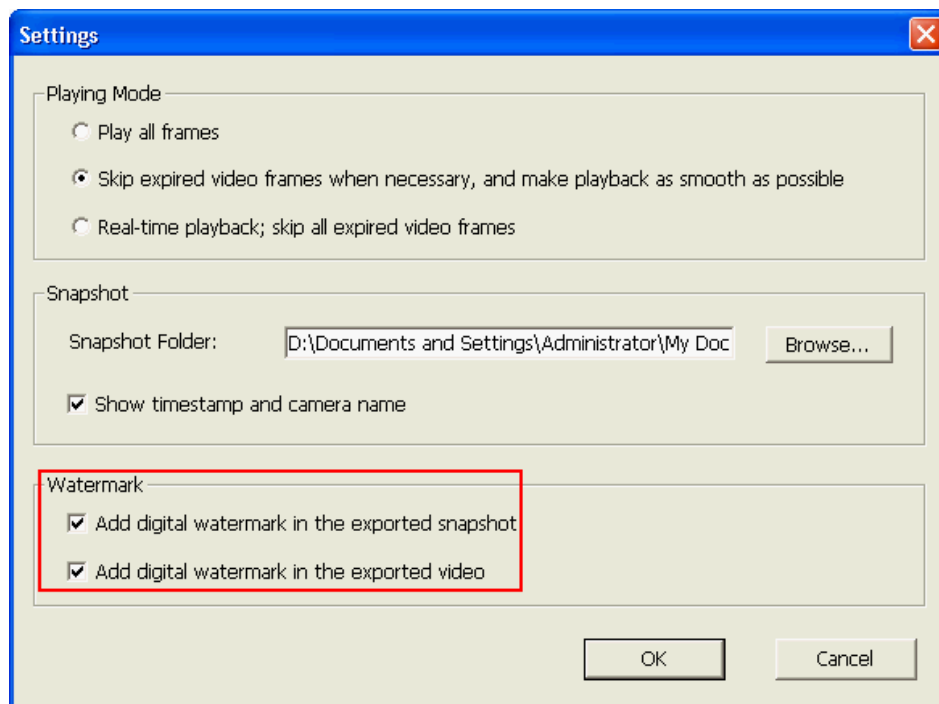 Settings
Playing Mode
Play all frames
Skip expired video frames when necessary, and make playback as smooth as possible
Real-time playback; skip all expired video frames
Snapshot
Snapshot Folder: D:\Documents and Settings\Administrator\My Doc Browse...
Show timestamp and camera name
Watermark
Add digital watermark in the exported snapshot
Add digital watermark in the exported video
OK Cancel